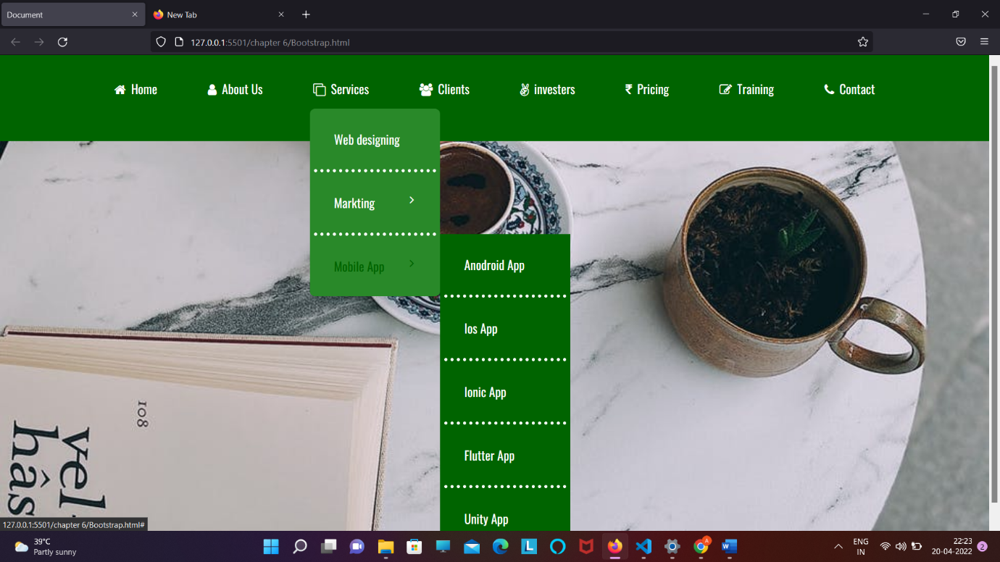 Document
New Tab
127.0.0.1:5501/chapter 6/Bootstrap.html
Home About Us Services Clients investers ₹ Pricing Training Contact
Web designing
Markting
Mobile App
Anodroid App
Ios App
Ionic App
Flutter App
Unity App
108
vel
hâs
127.0.0.1:5501/chapter 6/Bootstrap.html#
39°C
Partly sunny
L
A
W
ENG
IN
22:23
20-04-2022
2